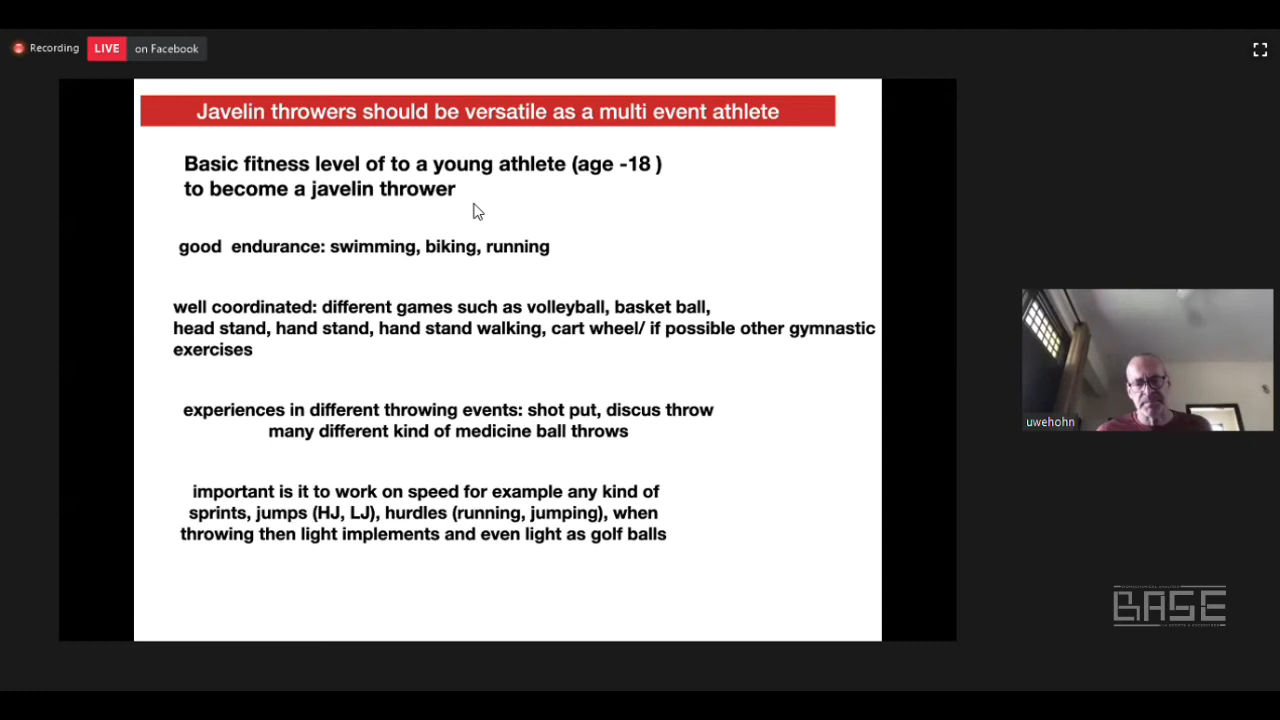 Recording
LIVE on Facebook
Javelin throwers should be versatile as a multi event athlete
Basic fitness level of to a young athlete (age -18 )
to become a javelin thrower
good endurance: swimming, biking, running
well coordinated: different games such as volleyball, basket ball,
head stand, hand stand, hand stand walking, cart wheel/ if possible other gymnastic
exercises
experiences in different throwing events: shot put, discus throw
many different kind of medicine ball throws
important is it to work on speed for example any kind of
sprints, jumps (HJ, LJ), hurdles (running, jumping), when
throwing then light implements and even light as golf balls
uwehohn
BASE